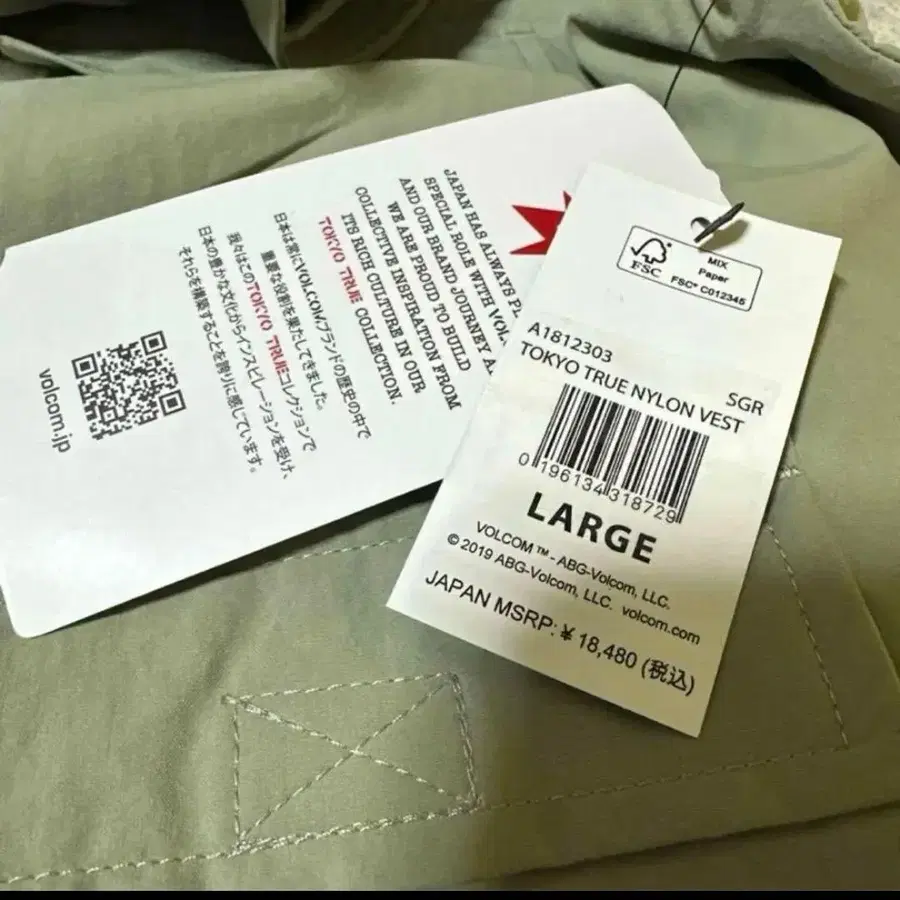 JAPAN HAS ALWAYS
SPECIAL ROLE WITH
AND OUR BRAND JOURNEY
WE ARE PROUD TO BUILD
COLLECTIVE INSPIRATION FROM
ITS RICH CULTURE IN OUR
TOKYO TRUE COLLECTION.
日本は常にVOLCOMブランドの歴史の中で
重要な役割を果たしてきました。
我々はこのTOKYO TRUEコレクションで
日本の豊かな文化からインスピレーションを受け、
それらを構築することを誇りに感じています。
volcom.jp
FSC
MIX
Paper
FSC® C012345
A1812303
SGR
TOKYO TRUE NYLON VEST
0 196134 318729
LARGE
VOLCOM ™ - ABG-Volcom, LLC.
© 2019 ABG-Volcom, LLC. volcom.com
JAPAN MSRP: ¥ 18,480 (税込)